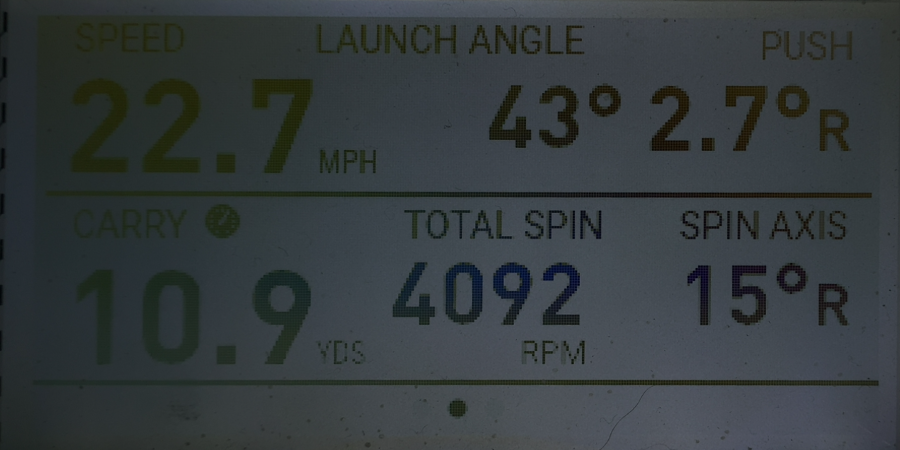 SPEED LAUNCH ANGLE PUSH
22.7 MPH 43° 2.7° R
CARRY TOTAL SPIN SPIN AXIS
10.9 YDS 4092 RPM 15° R